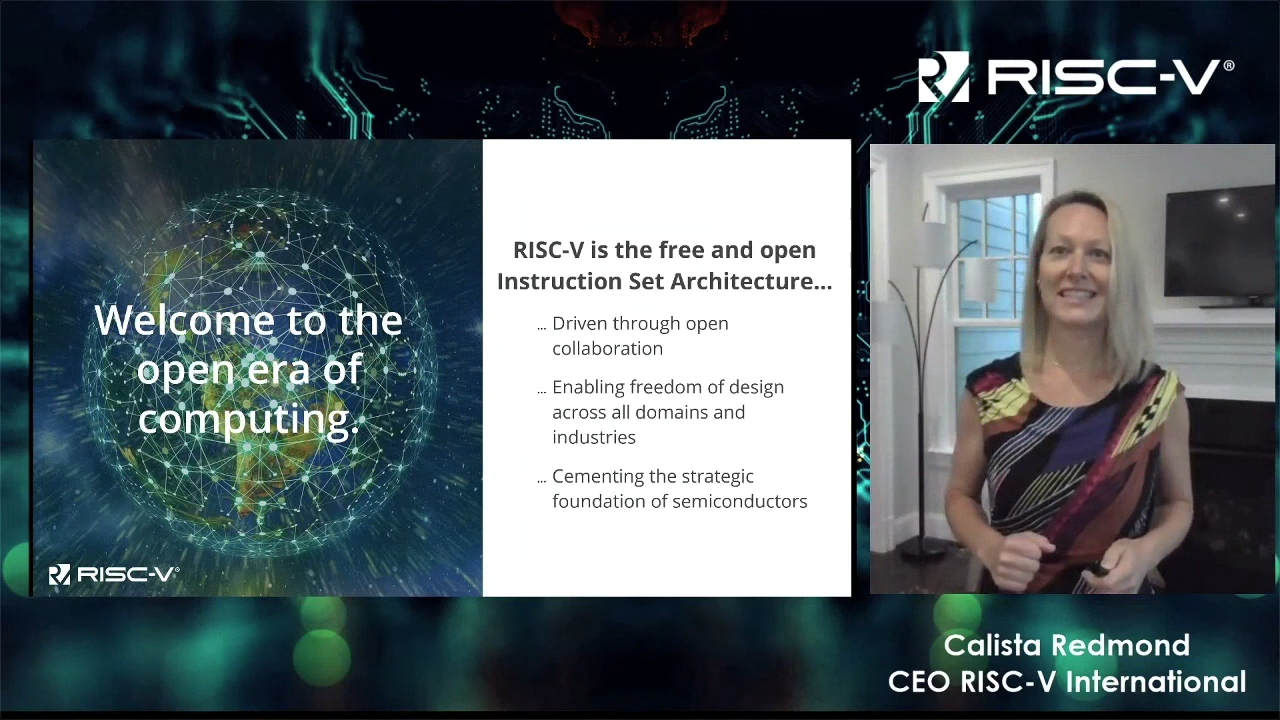 RISC-V®
Welcome to the
open era of
computing.
RISC-V®
RISC-V is the free and open
Instruction Set Architecture...
... Driven through open
collaboration
... Enabling freedom of design
across all domains and
industries
... Cementing the strategic
foundation of semiconductors
Calista Redmond
CEO RISC-V International